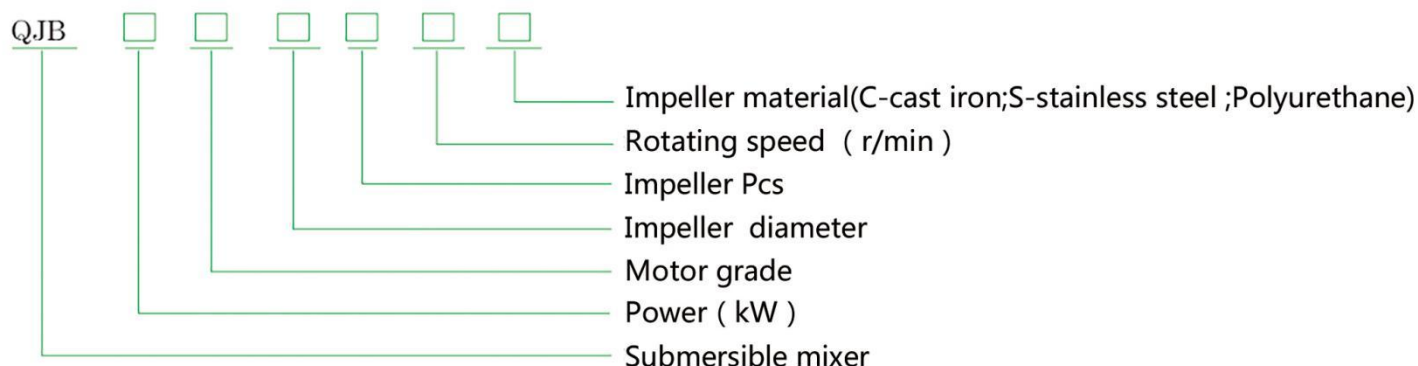 QJB
Impeller material(C-cast iron;S-stainless steel ;Polyurethane)
Rotating speed ( r/min )
Impeller Pcs
Impeller diameter
Motor grade
Power ( kW )
Submersible mixer